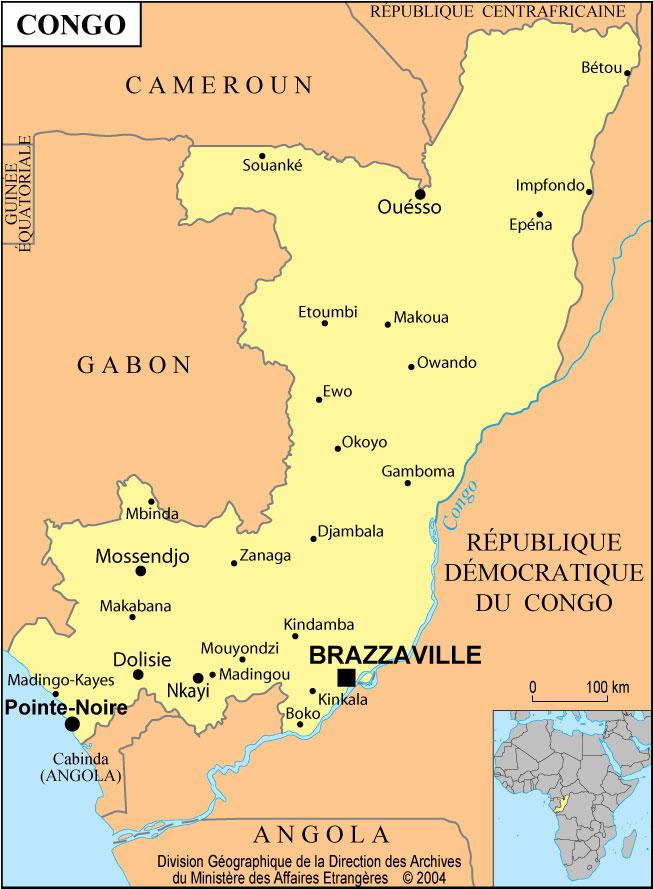 CONGO
RÉPUBLIQUE CENTRAFRICAINE
Bétou
CAMEROUN
GUINÉE
ÉQUATORIALE
Souanké
Impfondo
Ouésso
Epéna
Etoumbi
Makoua
GABON
Owando
Ewo
Okoyo
Gamboma
Congo
Mbinda
Djambala
RÉPUBLIQUE
DÉMOCRATIQUE
DU CONGO
Mossendjo
Zanaga
Makabana
Kindamba
Mouyondzi
BRAZZAVILLE
Dolisie
Madingou
Madingo-Kayes
Nkayi
Kinkala
Pointe-Noire
Boko
0 100 km
Cabinda
(ANGOLA)
ANGOLA
Division Géographique de la Direction des Archives
du Ministère des Affaires Etrangères © 2004